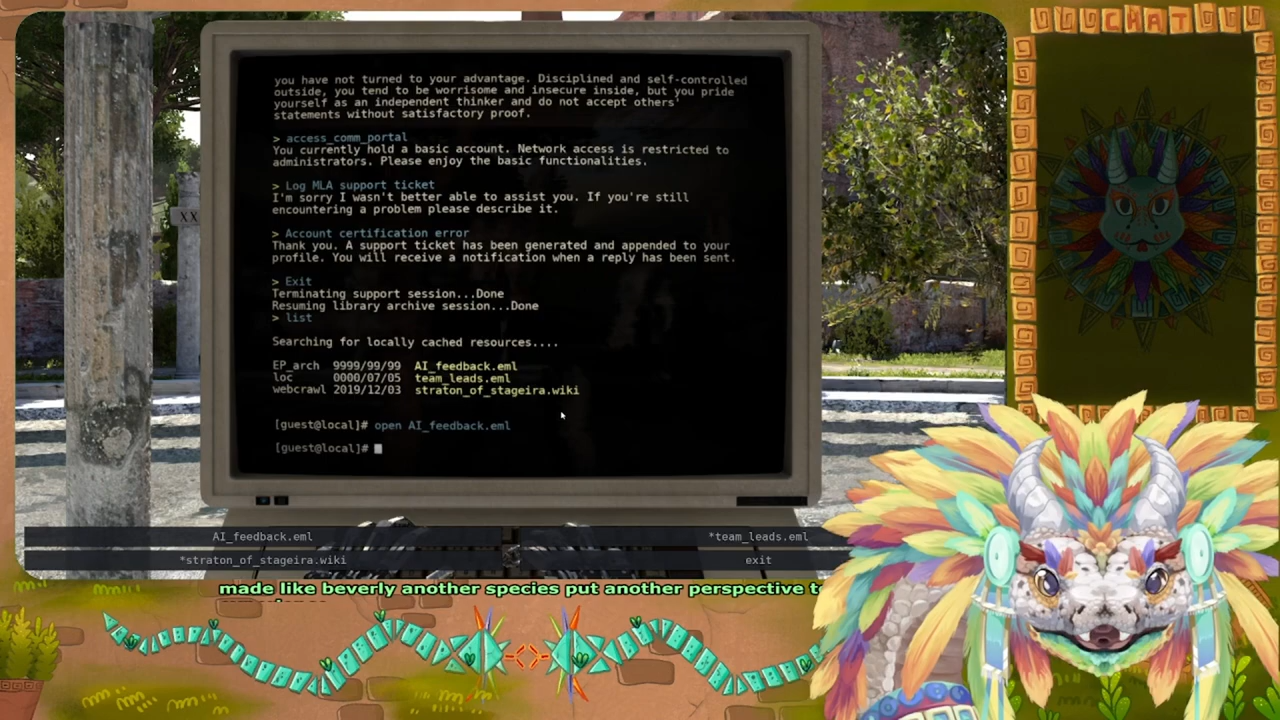 CHAT
you have not turned to your advantage. Disciplined and self-controlled
outside, you tend to be worrisome and insecure inside, but you pride
yourself as an independent thinker and do not accept others'
statements without satisfactory proof.
> access_comm_portal
You currently hold a basic account. Network access is restricted to
administrators. Please enjoy the basic functionalities.
> Log MLA support ticket
I'm sorry I wasn't better able to assist you. If you're still
encountering a problem please describe it.
> Account certification error
Thank you. A support ticket has been generated and appended to your
profile. You will receive a notification when a reply has been sent.
> Exit
Terminating support session...Done
Resuming library archive session...Done
> list
Searching for locally cached resources....
EP_arch 9999/99/99 AI_feedback.eml
loc 0000/07/05 team_leads.eml
webcrawl 2019/12/03 straton_of_stageira.wiki
[guest@local]# open AI_feedback.eml
[guest@local]#
XX
AI_feedback.eml
*team_leads.eml
*straton_of_stageira.wiki
exit
made like beverly another species put another perspective